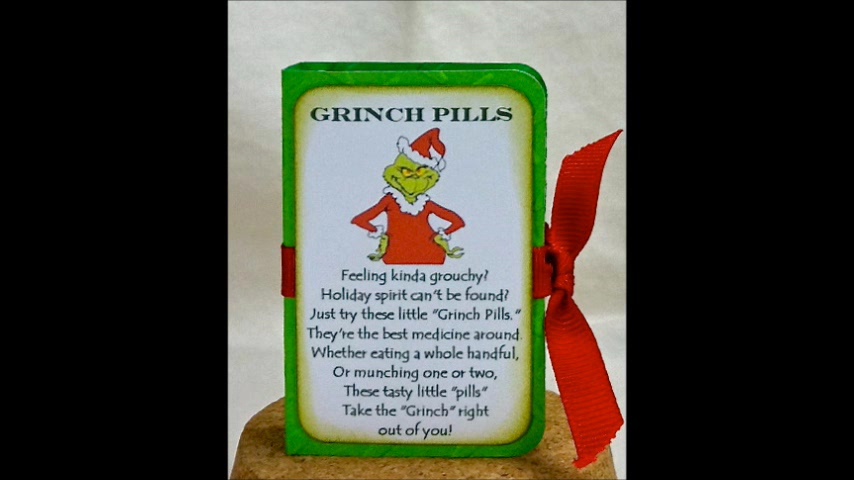 GRINCH PILLS
Feeling kinda grouchy?
Holiday spirit can't be found?
Just try these little "Grinch Pills."
They're the best medicine around.
Whether eating a whole handful,
Or munching one or two,
These tasty little "pills"
Take the "Grinch" right
out of you!